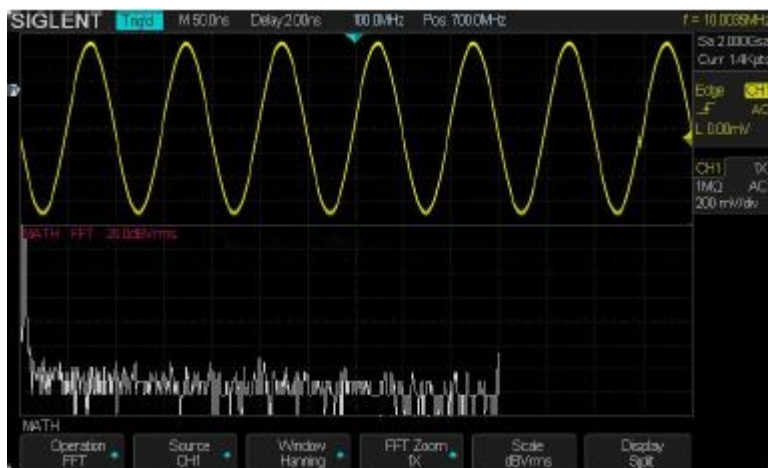 SIGLENT Trig'd M 50.0ns Delay:2.00ns 100.0MHz Pos: 700.0MHz f = 10.0035MHz
Sa 2.00GSa
Curr 1.4Kpts
Edge CH1
AC
L 0.00mV
CH1 1X
1MΩ AC
200 mV/div
MATH FFT 20.0dBVrms
MATH
Operation
FFT
Source
CH1
Window
Hanning
FFT Zoom
1X
Scale
dBVrms
Display
Split